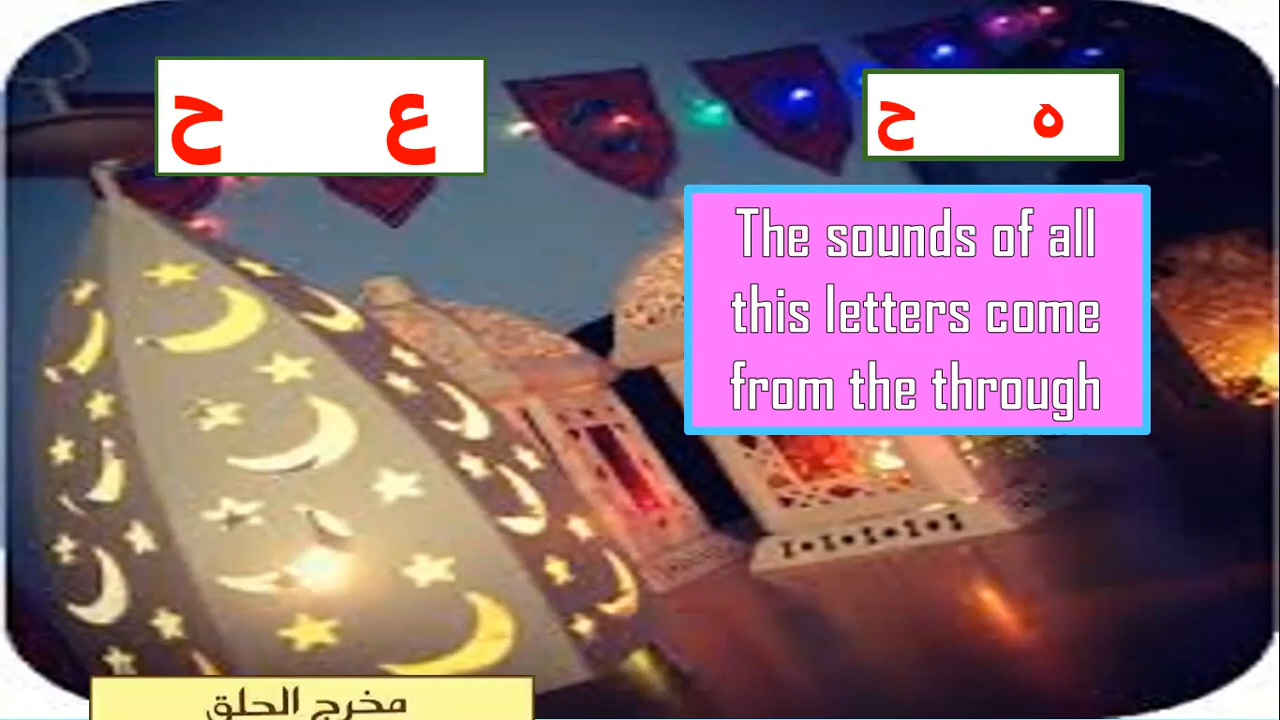 ع ح
ه ح
The sounds of all
this letters come
from the through
مخرج الحلق